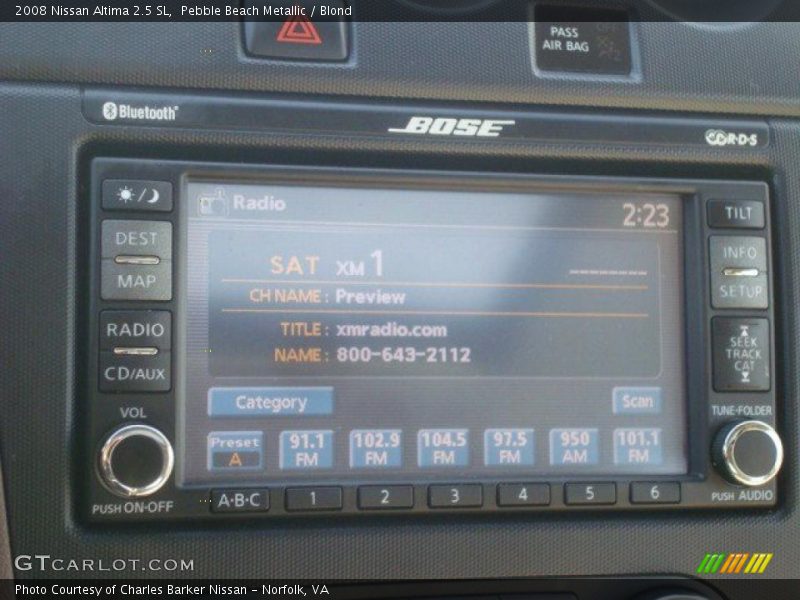 2008 Nissan Altima 2.5 SL, Pebble Beach Metallic / Blond
PASS
AIR BAG
Bluetooth
BOSE
R·D·S
Radio
2:23
TILT
DEST
MAP
INFO
SETUP
SAT XM 1
CH NAME: Preview
TITLE: xmradio.com
NAME: 800-643-2112
RADIO
CD/AUX
SEEK
TRACK
CAT
Category
Scan
VOL
TUNE·FOLDER
Preset
A
91.1
FM
102.9
FM
104.5
FM
97.5
FM
950
AM
101.1
FM
PUSH ON·OFF
A·B·C
1
2
3
4
5
6
PUSH AUDIO
GTCARLOT.COM
Photo Courtesy of Charles Barker Nissan - Norfolk, VA